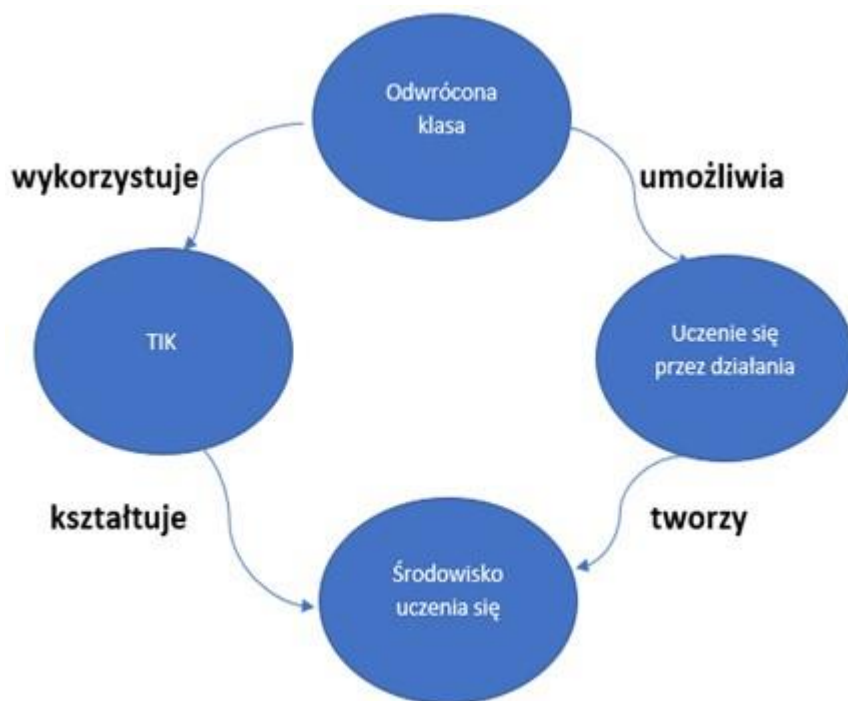 Odwrócona
klasa
wykorzystuje
umożliwia
TIK
Uczenie się
przez działania
kształtuje
tworzy
Środowisko
uczenia się